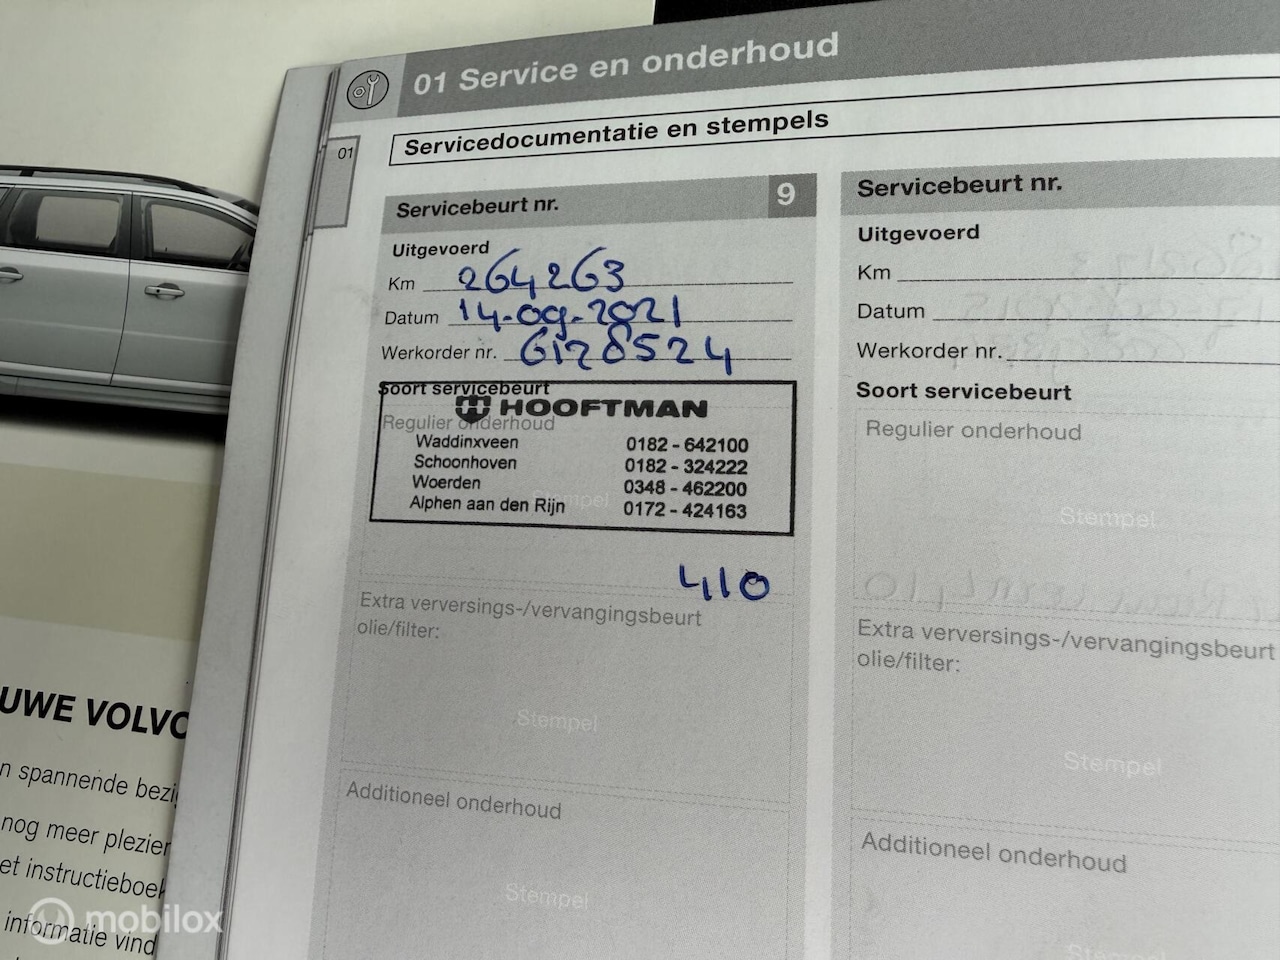 01 Service en onderhoud
Servicedocumentatie en stempels
01
Servicebeurt nr. 9
Uitgevoerd
Km 264263
Datum 14-09-2021
Werkorder nr. 6128524
Soort servicebeurt
Regulier onderhoud
HOOFTMAN
Waddinxveen 0182 - 642100
Schoonhoven 0182 - 324222
Woerden 0348 - 462200
Alphen aan den Rijn 0172 - 424163
Stempel
410
Extra verversings-/vervangingsbeurt
olie/filter:
Stempel
Additioneel onderhoud
Stempel
Servicebeurt nr.
Uitgevoerd
Km
Datum
Werkorder nr.
Soort servicebeurt
Regulier onderhoud
Stempel
Extra verversings-/vervangingsbeurt
olie/filter:
Stempel
Additioneel onderhoud
Stempel
UWE VOLVO
n spannende bezi
nog meer plezier
et instructieboek
informatie vind
mobilox